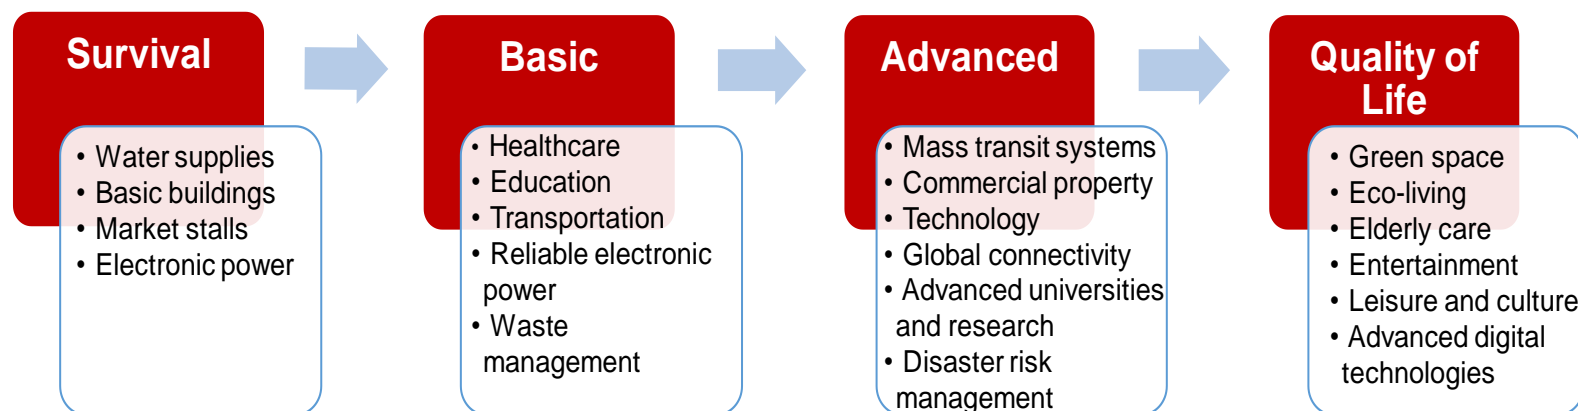 Survival
• Water supplies
• Basic buildings
• Market stalls
• Electronic power
Basic
• Healthcare
• Education
• Transportation
• Reliable electronic
power
• Waste
management
Advanced
• Mass transit systems
• Commercial property
• Technology
• Global connectivity
• Advanced universities
and research
• Disaster risk
management
Quality of
Life
• Green space
• Eco-living
• Elderly care
• Entertainment
• Leisure and culture
• Advanced digital
technologies